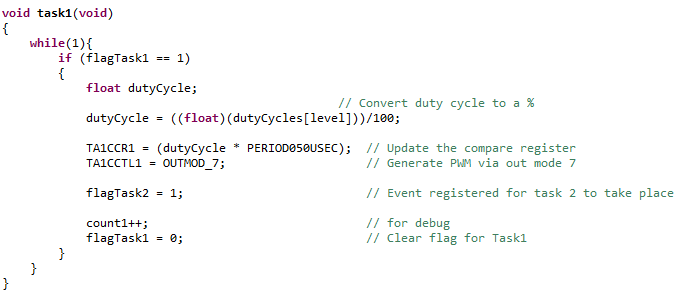 void task1(void)
{
    while(1){
        if (flagTask1 == 1)
        {
            float dutyCycle;
                                                // Convert duty cycle to a %
            dutyCycle = ((float)(dutyCycles[level]))/100;

            TA1CCR1 = (dutyCycle * PERIOD050USEC);  // Update the compare register
            TA1CCTL1 = OUTMOD_7;                    // Generate PWM via out mode 7

            flagTask2 = 1;                          // Event registered for task 2 to take place

            count1++;                               // for debug
            flagTask1 = 0;                          // Clear flag for Task1
        }
    }
}